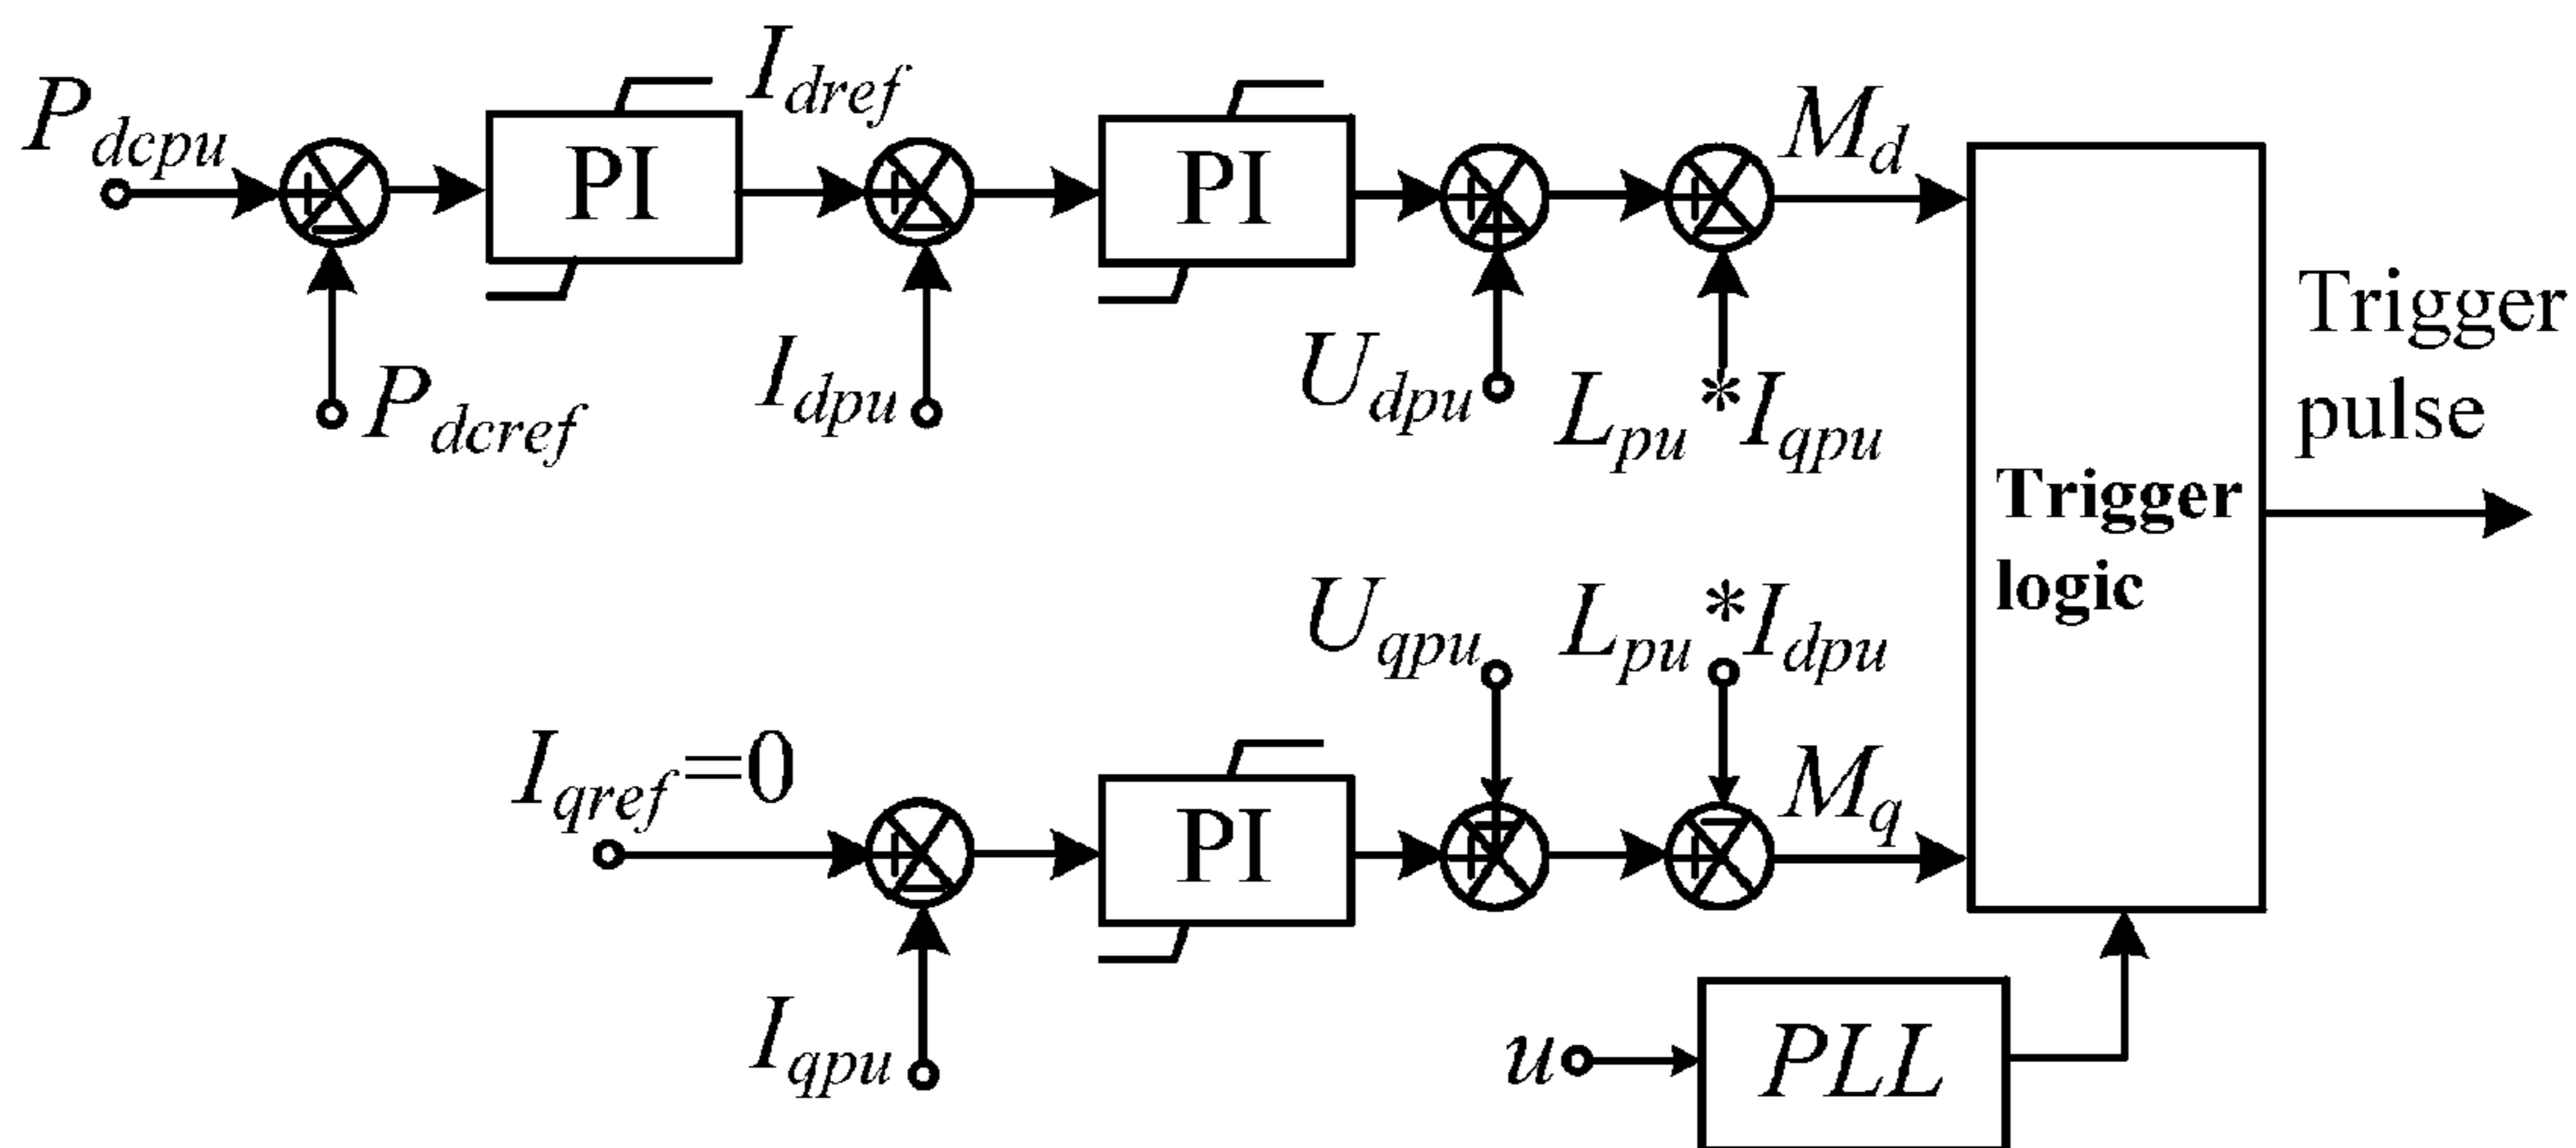 P_dcpu
I_dref
PI
PI
M_d
P_dcref
I_dpu
U_dpu
L_pu*I_qpu
Trigger
pulse
Trigger
logic
U_qpu
L_pu*I_dpu
I_qref=0
PI
M_q
I_qpu
u
PLL